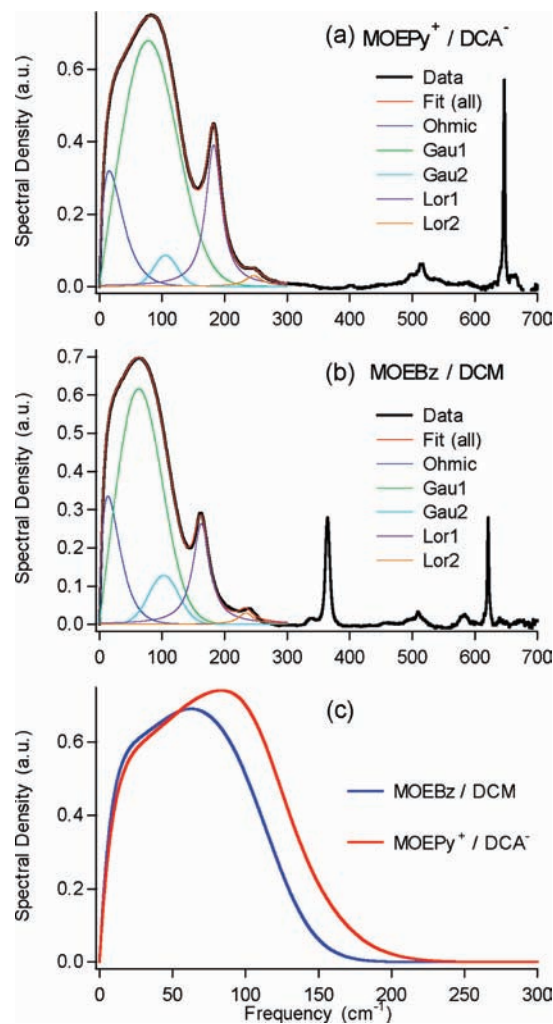 (a) MOEPy⁺ / DCA⁻
Data
Fit (all)
Ohmic
Gau1
Gau2
Lor1
Lor2
Spectral Density (a.u.)
0.6
0.4
0.2
0.0
0 100 200 300 400 500 600 700
(b) MOEBz / DCM
Data
Fit (all)
Ohmic
Gau1
Gau2
Lor1
Lor2
Spectral Density (a.u.)
0.7
0.6
0.5
0.4
0.3
0.2
0.1
0.0
0 100 200 300 400 500 600 700
(c)
MOEBz / DCM
MOEPy⁺ / DCA⁻
Spectral Density (a.u.)
0.6
0.4
0.2
0.0
0 50 100 150 200 250 300
Frequency (cm⁻¹)